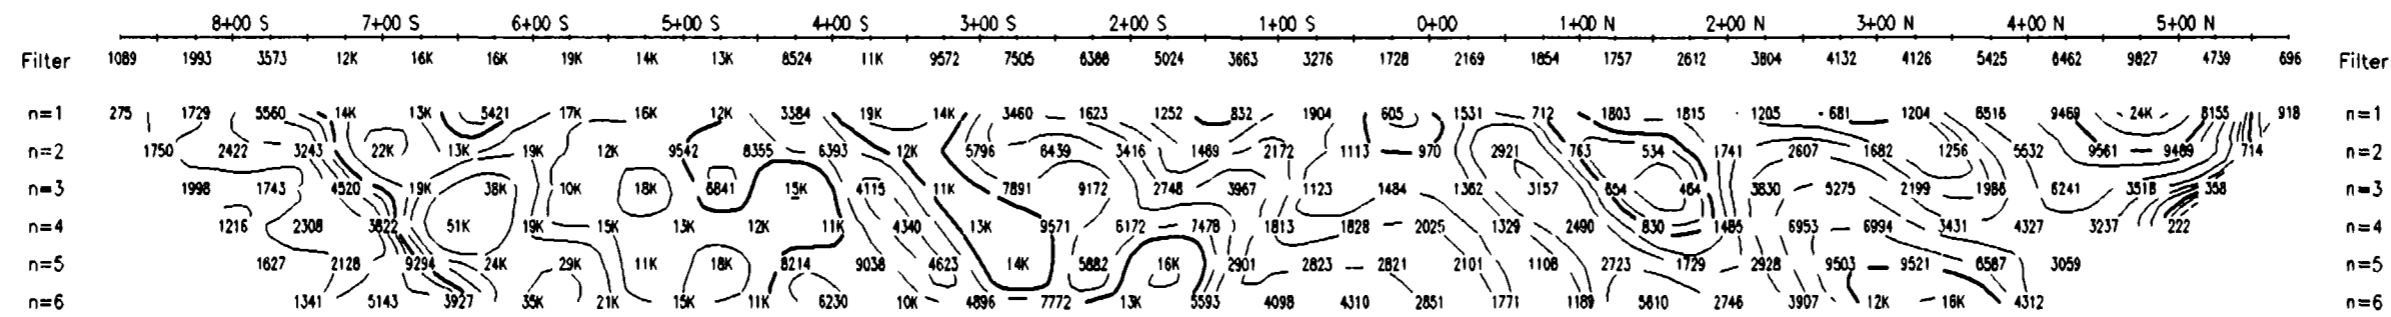 8+00 S 7+00 S 6+00 S 5+00 S 4+00 S 3+00 S 2+00 S 1+00 S 0+00 1+00 N 2+00 N 3+00 N 4+00 N 5+00 N
Filter 1089 1993 3573 12K 16K 16K 19K 14K 13K 8524 11K 9572 7505 6386 5024 3663 3276 1728 2169 1854 1757 2612 3804 4132 4126 5425 6462 9827 4739 696 Filter
n=1 275 1729 5560 14K 13K 5421 17K 16K 12K 3384 19K 14K 3460 1623 1252 832 1904 605 1531 712 1803 1815 1205 681 1204 6516 9469 24K 8155 918 n=1
n=2 1750 2422 3243 22K 13K 19K 12K 9542 8355 6393 12K 5796 6439 3416 1469 2172 1113 970 2921 763 534 1741 2607 1682 1256 5532 9561 9489 714 n=2
n=3 1998 1743 4520 19K 38K 10K 18K 6841 15K 4115 11K 7891 9172 2748 3967 1123 1484 1362 3157 654 464 3830 5275 2199 1986 6241 3518 358 n=3
n=4 1216 2308 3822 51K 19K 15K 13K 12K 11K 4340 13K 9571 6172 7478 1813 1828 2025 1329 2490 830 1485 6953 6994 3431 4327 3237 222 n=4
n=5 1627 2128 9294 24K 29K 11K 18K 8214 9038 4623 14K 5882 16K 2901 2823 2821 2101 1108 2723 1729 2928 9503 9521 6587 3059 n=5
n=6 1341 5143 3927 35K 21K 15K 11K 6230 10K 4896 7772 13K 5593 4098 4310 2851 1771 1189 5610 2746 3907 12K 16K 4312 n=6